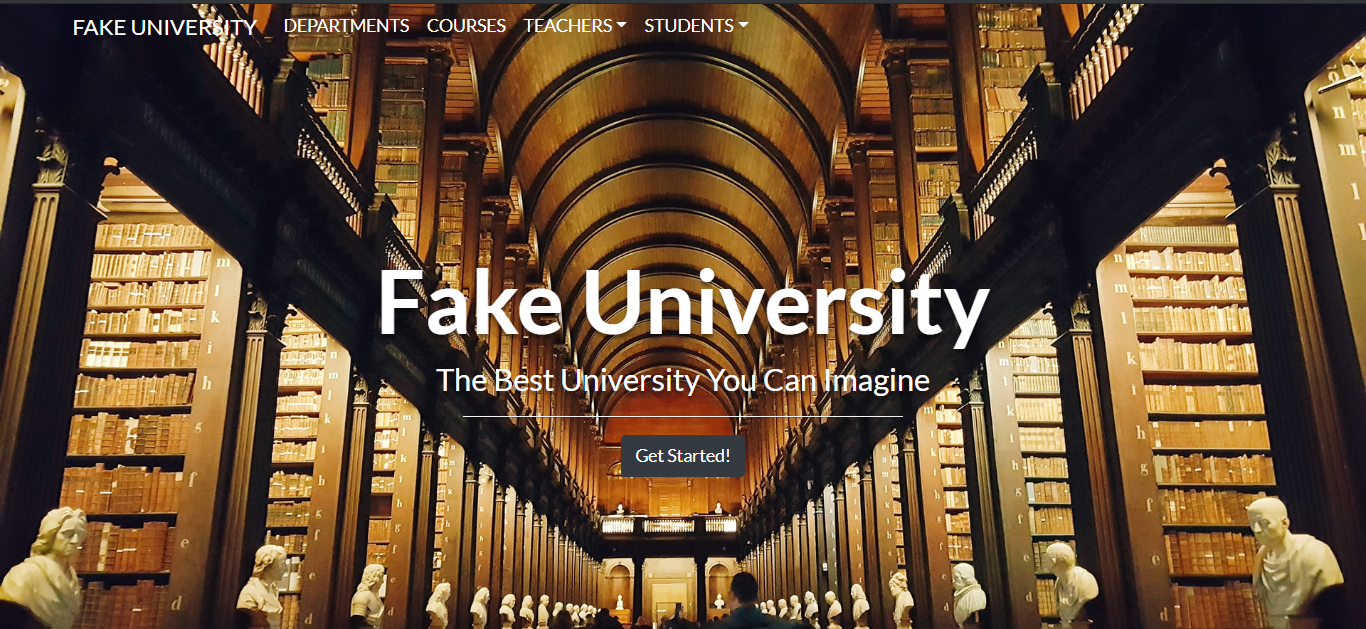 FAKE UNIVERSITY DEPARTMENTS COURSES TEACHERS STUDENTS
Fake University
The Best University You Can Imagine
Get Started!